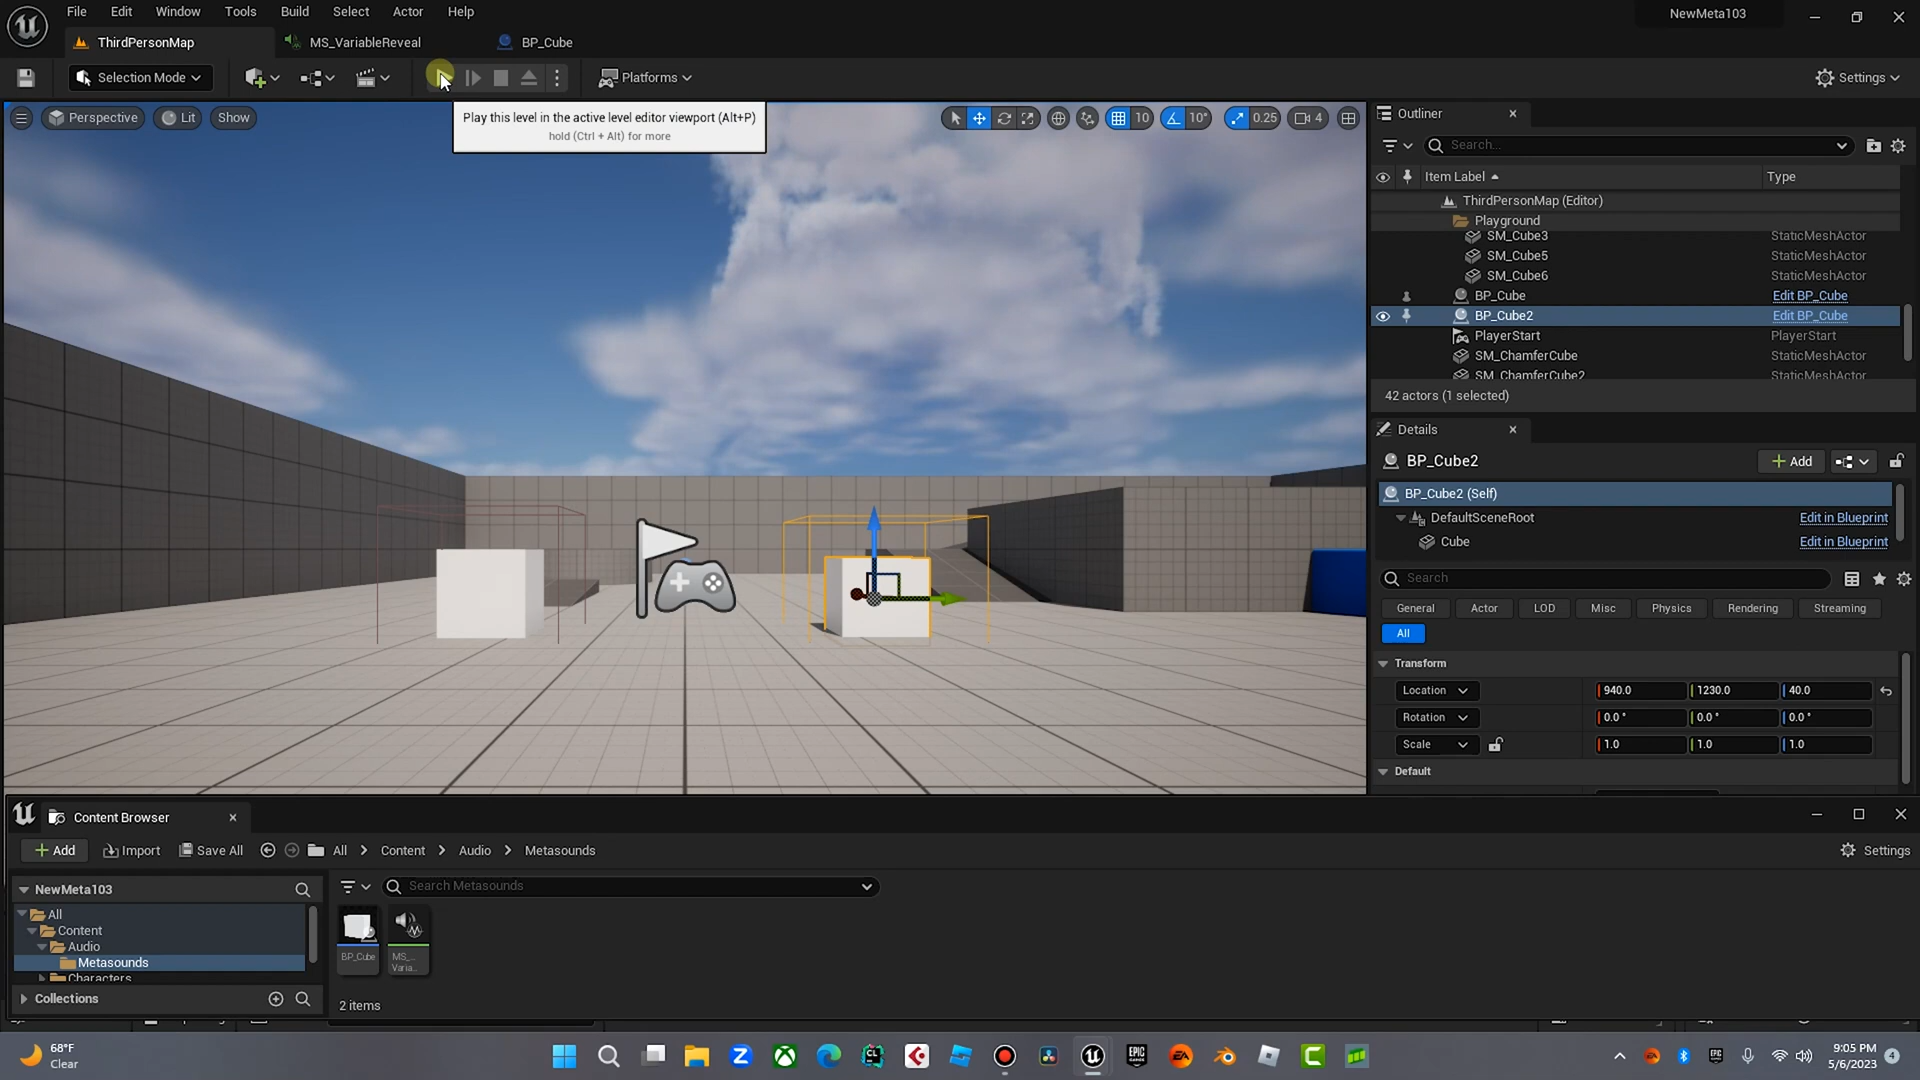 File Edit Window Tools Build Select Actor Help
NewMeta103
ThirdPersonMap
MS_VariableReveal
BP_Cube
Selection Mode
Platforms
Settings
Perspective
Lit
Show
Play this level in the active level editor viewport (Alt+P)
hold (Ctrl + Alt) for more
10
10°
0.25
4
Outliner
Search...
Item Label
Type
ThirdPersonMap (Editor)
Playground
SM_Cube3 StaticMeshActor
SM_Cube5 StaticMeshActor
SM_Cube6 StaticMeshActor
BP_Cube Edit BP_Cube
BP_Cube2 Edit BP_Cube
PlayerStart PlayerStart
SM_ChamferCube StaticMeshActor
SM_ChamferCube2 StaticMeshActor
42 actors (1 selected)
Details
BP_Cube2
Add
BP_Cube2 (Self)
DefaultSceneRoot Edit in Blueprint
Cube Edit in Blueprint
Search
General Actor LOD Misc Physics Rendering Streaming
All
Transform
Location 940.0 1230.0 40.0
Rotation 0.0° 0.0° 0.0°
Scale 1.0 1.0 1.0
Default
Content Browser
Add Import Save All All Content Audio Metasounds
Settings
NewMeta103
Search Metasounds
All
Content
Audio
Metasounds
Characters
Collections
BP_Cube
MS_...
Varia...
2 items
68°F
Clear
CL
EPIC
GAMES
EA
C
9:05 PM
5/6/2023
4